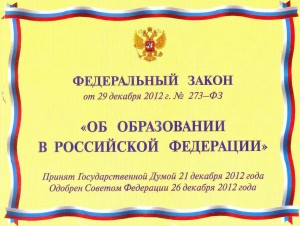 ФЕДЕРАЛЬНЫЙ ЗАКОН
от 29 декабря 2012 г. № 273–ФЗ
«ОБ ОБРАЗОВАНИИ
В РОССИЙСКОЙ ФЕДЕРАЦИИ»
Принят Государственной Думой 21 декабря 2012 года
Одобрен Советом Федерации 26 декабря 2012 года